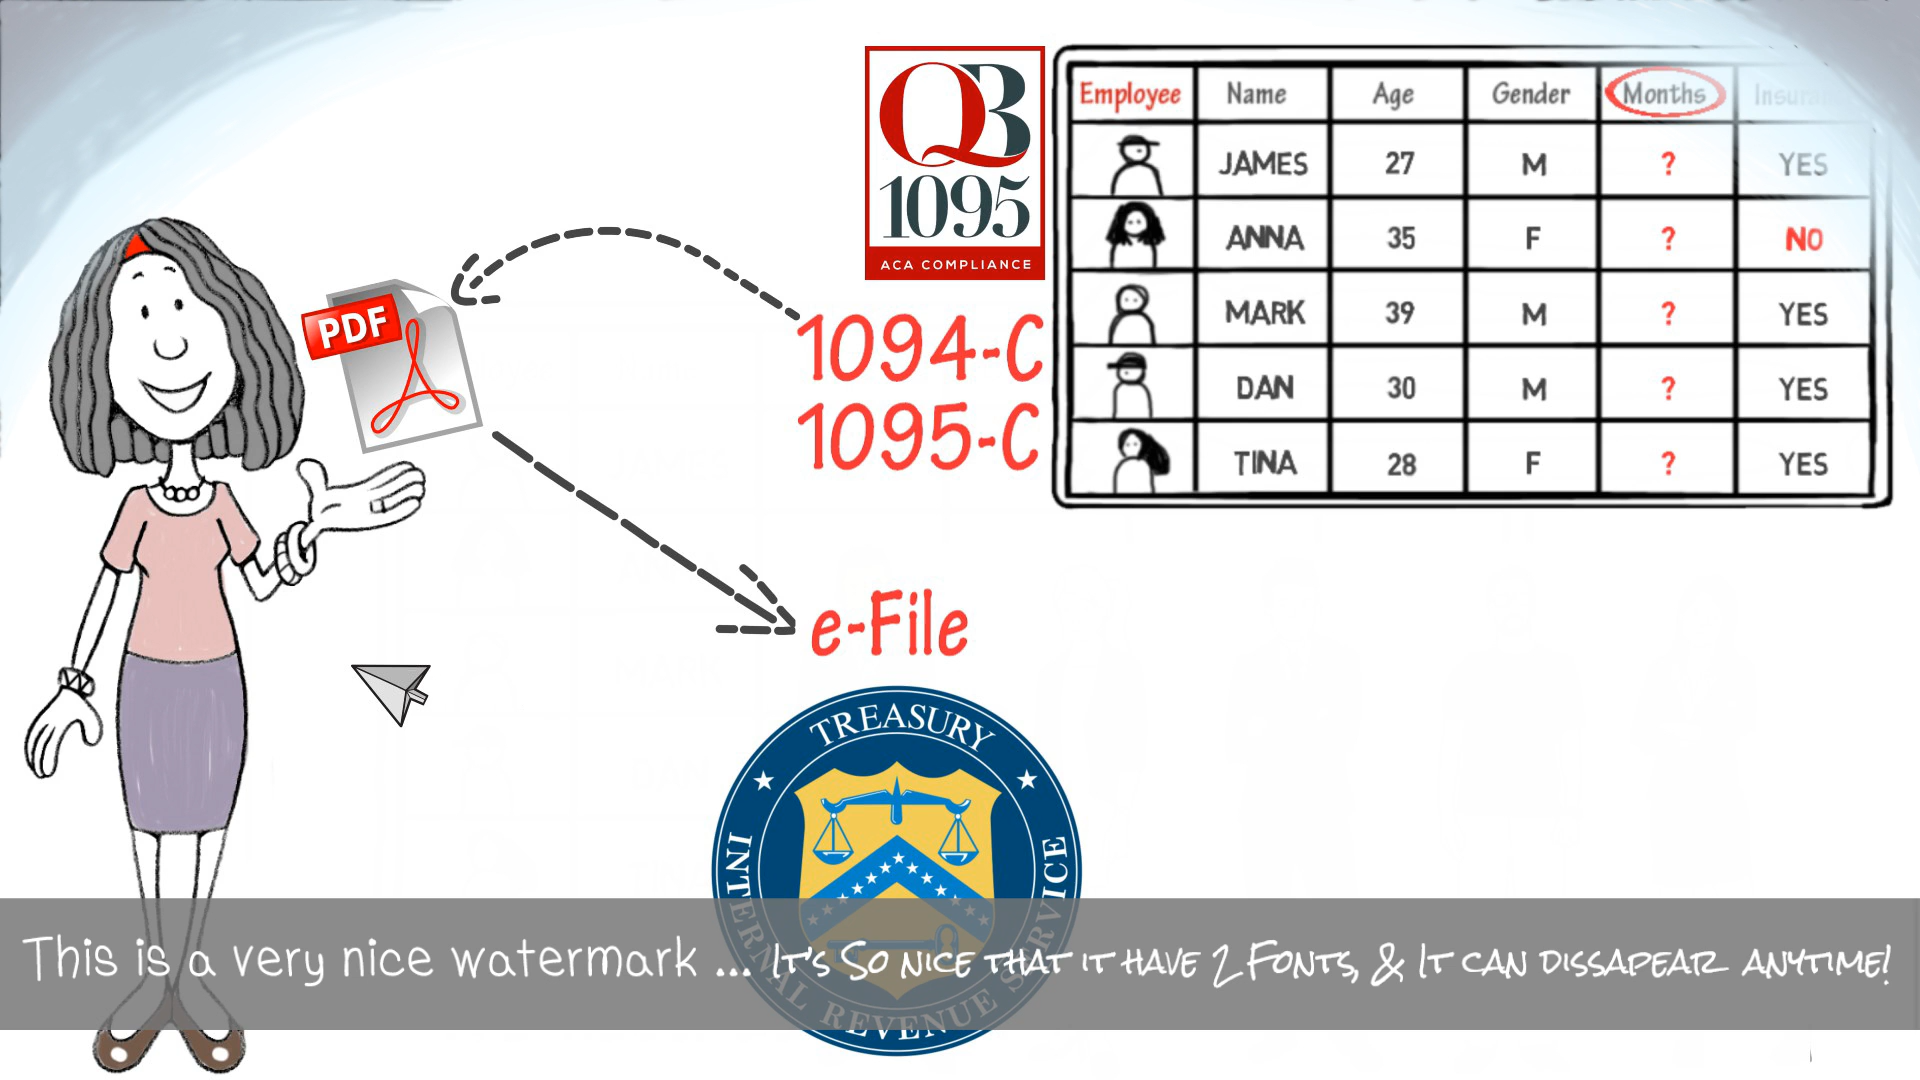 QB
1095
ACA COMPLIANCE
Employee Name Age Gender Months
JAMES 27 M ? YES
ANNA 35 F ? NO
MARK 39 M ? YES
DAN 30 M ? YES
TINA 28 F ? YES
PDF
1094-C
1095-C
e-File
TREASURY
INTERNAL REVENUE SERVICE
This is a very nice watermark ... IT'S SO NICE THAT IT HAVE 2 FONTS, & IT CAN DISSAPEAR ANYTIME!